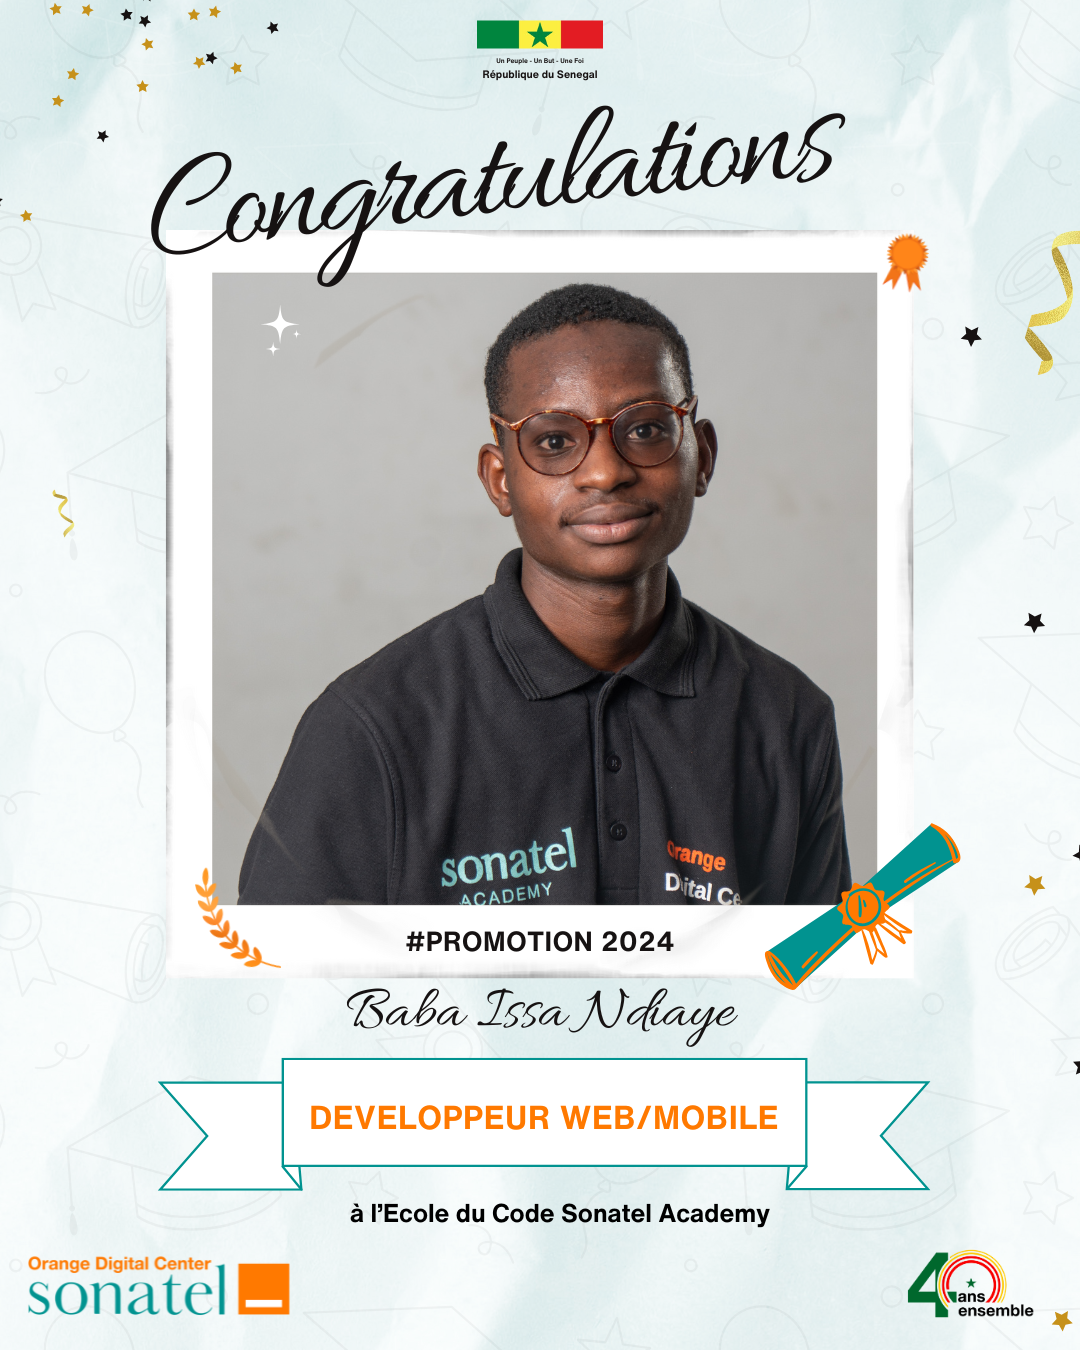 Un Peuple - Un But - Une Foi
République du Senegal
Congratulations
sonatel
ACADEMY
Orange
#PROMOTION 2024
Baba Issa Ndiaye
DEVELOPPEUR WEB/MOBILE
à l'Ecole du Code Sonatel Academy
Orange Digital Center
sonatel
40
ans
ensemble